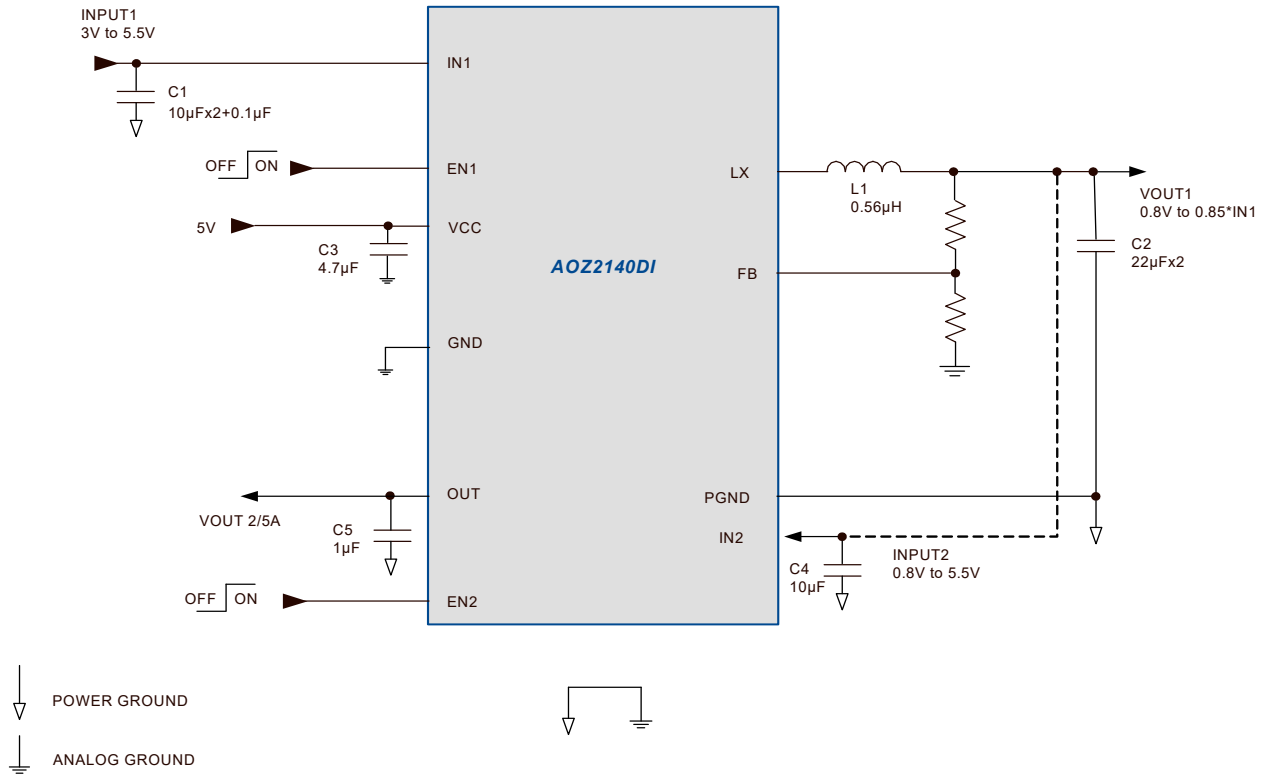 INPUT1
3V to 5.5V
IN1
C1
10µFx2+0.1µF
OFF ON
EN1
LX
L1
0.56µH
VOUT1
0.8V to 0.85*IN1
5V
VCC
C3
4.7µF
AOZ2140DI
FB
C2
22µFx2
GND
OUT
PGND
VOUT 2/5A
C5
1µF
IN2
INPUT2
0.8V to 5.5V
C4
10µF
OFF ON
EN2
POWER GROUND
ANALOG GROUND